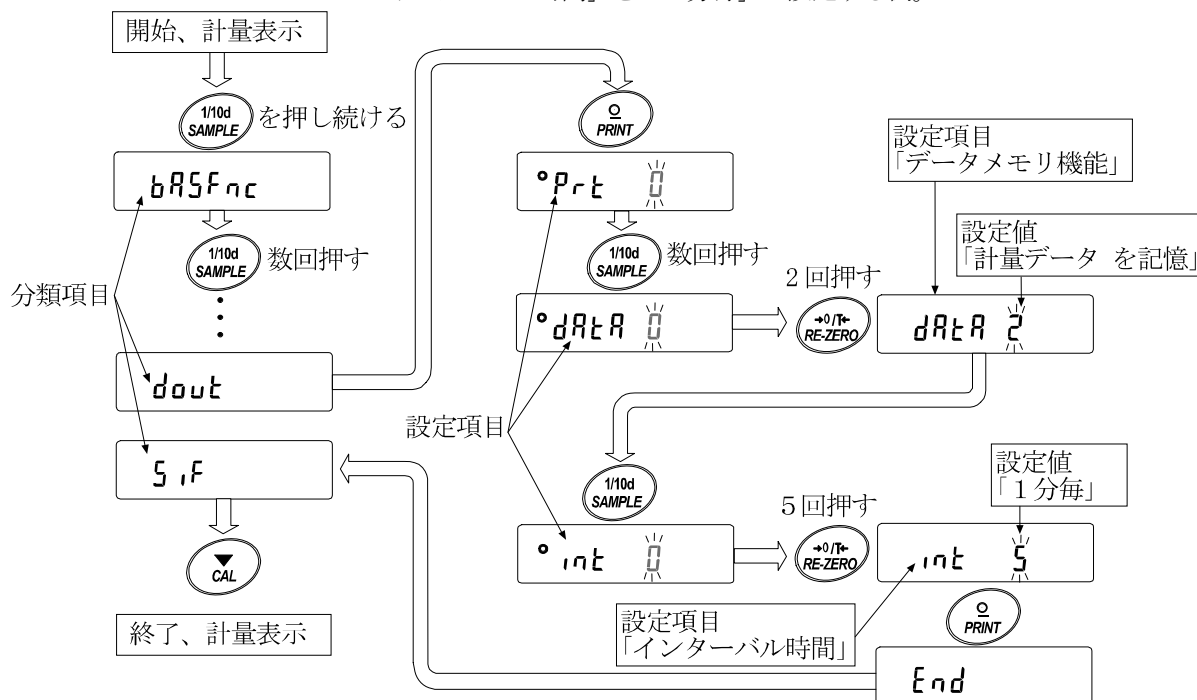 開始、計量表示
1/10d
SAMPLE
を押し続ける
bASFnc
1/10d
SAMPLE
数回押す
分類項目
dout
S iF
CAL
終了、計量表示
PRINT
Prt 0
1/10d
SAMPLE
数回押す
dAtA 0
2回押す
→0/T←
RE-ZERO
設定項目
「データメモリ機能」
設定値
「計量データ を記憶」
dAtA 2
設定項目
1/10d
SAMPLE
int 0
5回押す
→0/T←
RE-ZERO
設定値
「1分毎」
int 5
設定項目
「インターバル時間」
PRINT
End